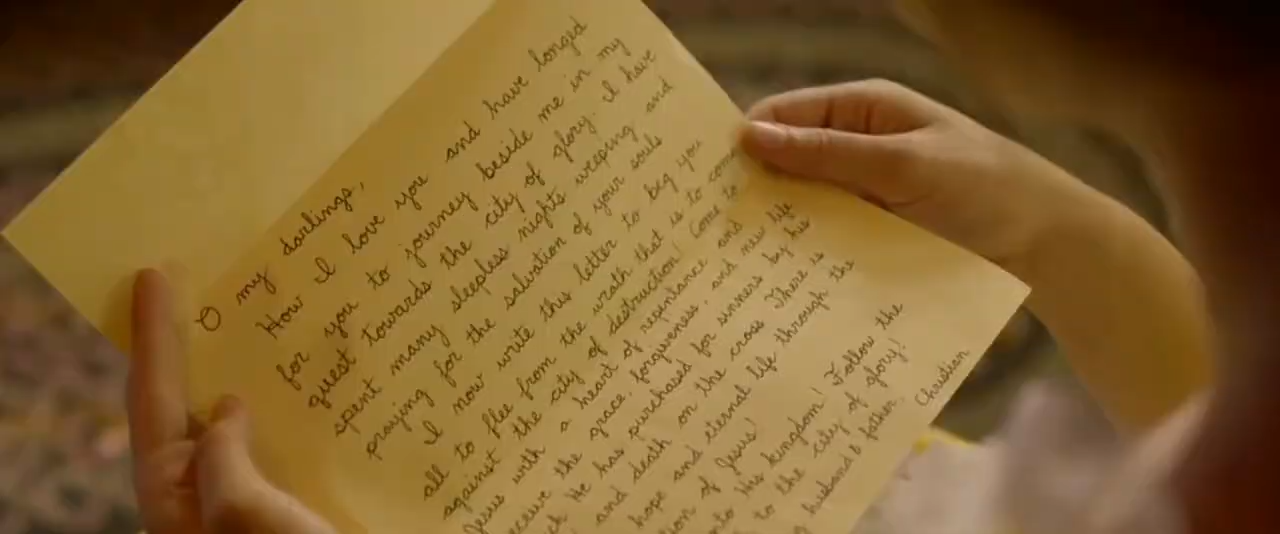 O my darlings,
How I love you and have longed
for you to journey beside me in my
quest towards the city of glory. I have
spent many sleepless nights weeping and
praying for the salvation of your souls
I now write this letter to beg you
all to flee from the wrath that is to come
against the city of destruction! Come to
Jesus with a heart of repentance and
the grace, forgiveness, and new life
He has purchased for sinners by his
and death on the cross. There is
hope and eternal life through the
of Jesus!
His kingdom! Follow the
to the city of glory!
husband & father,
Christian